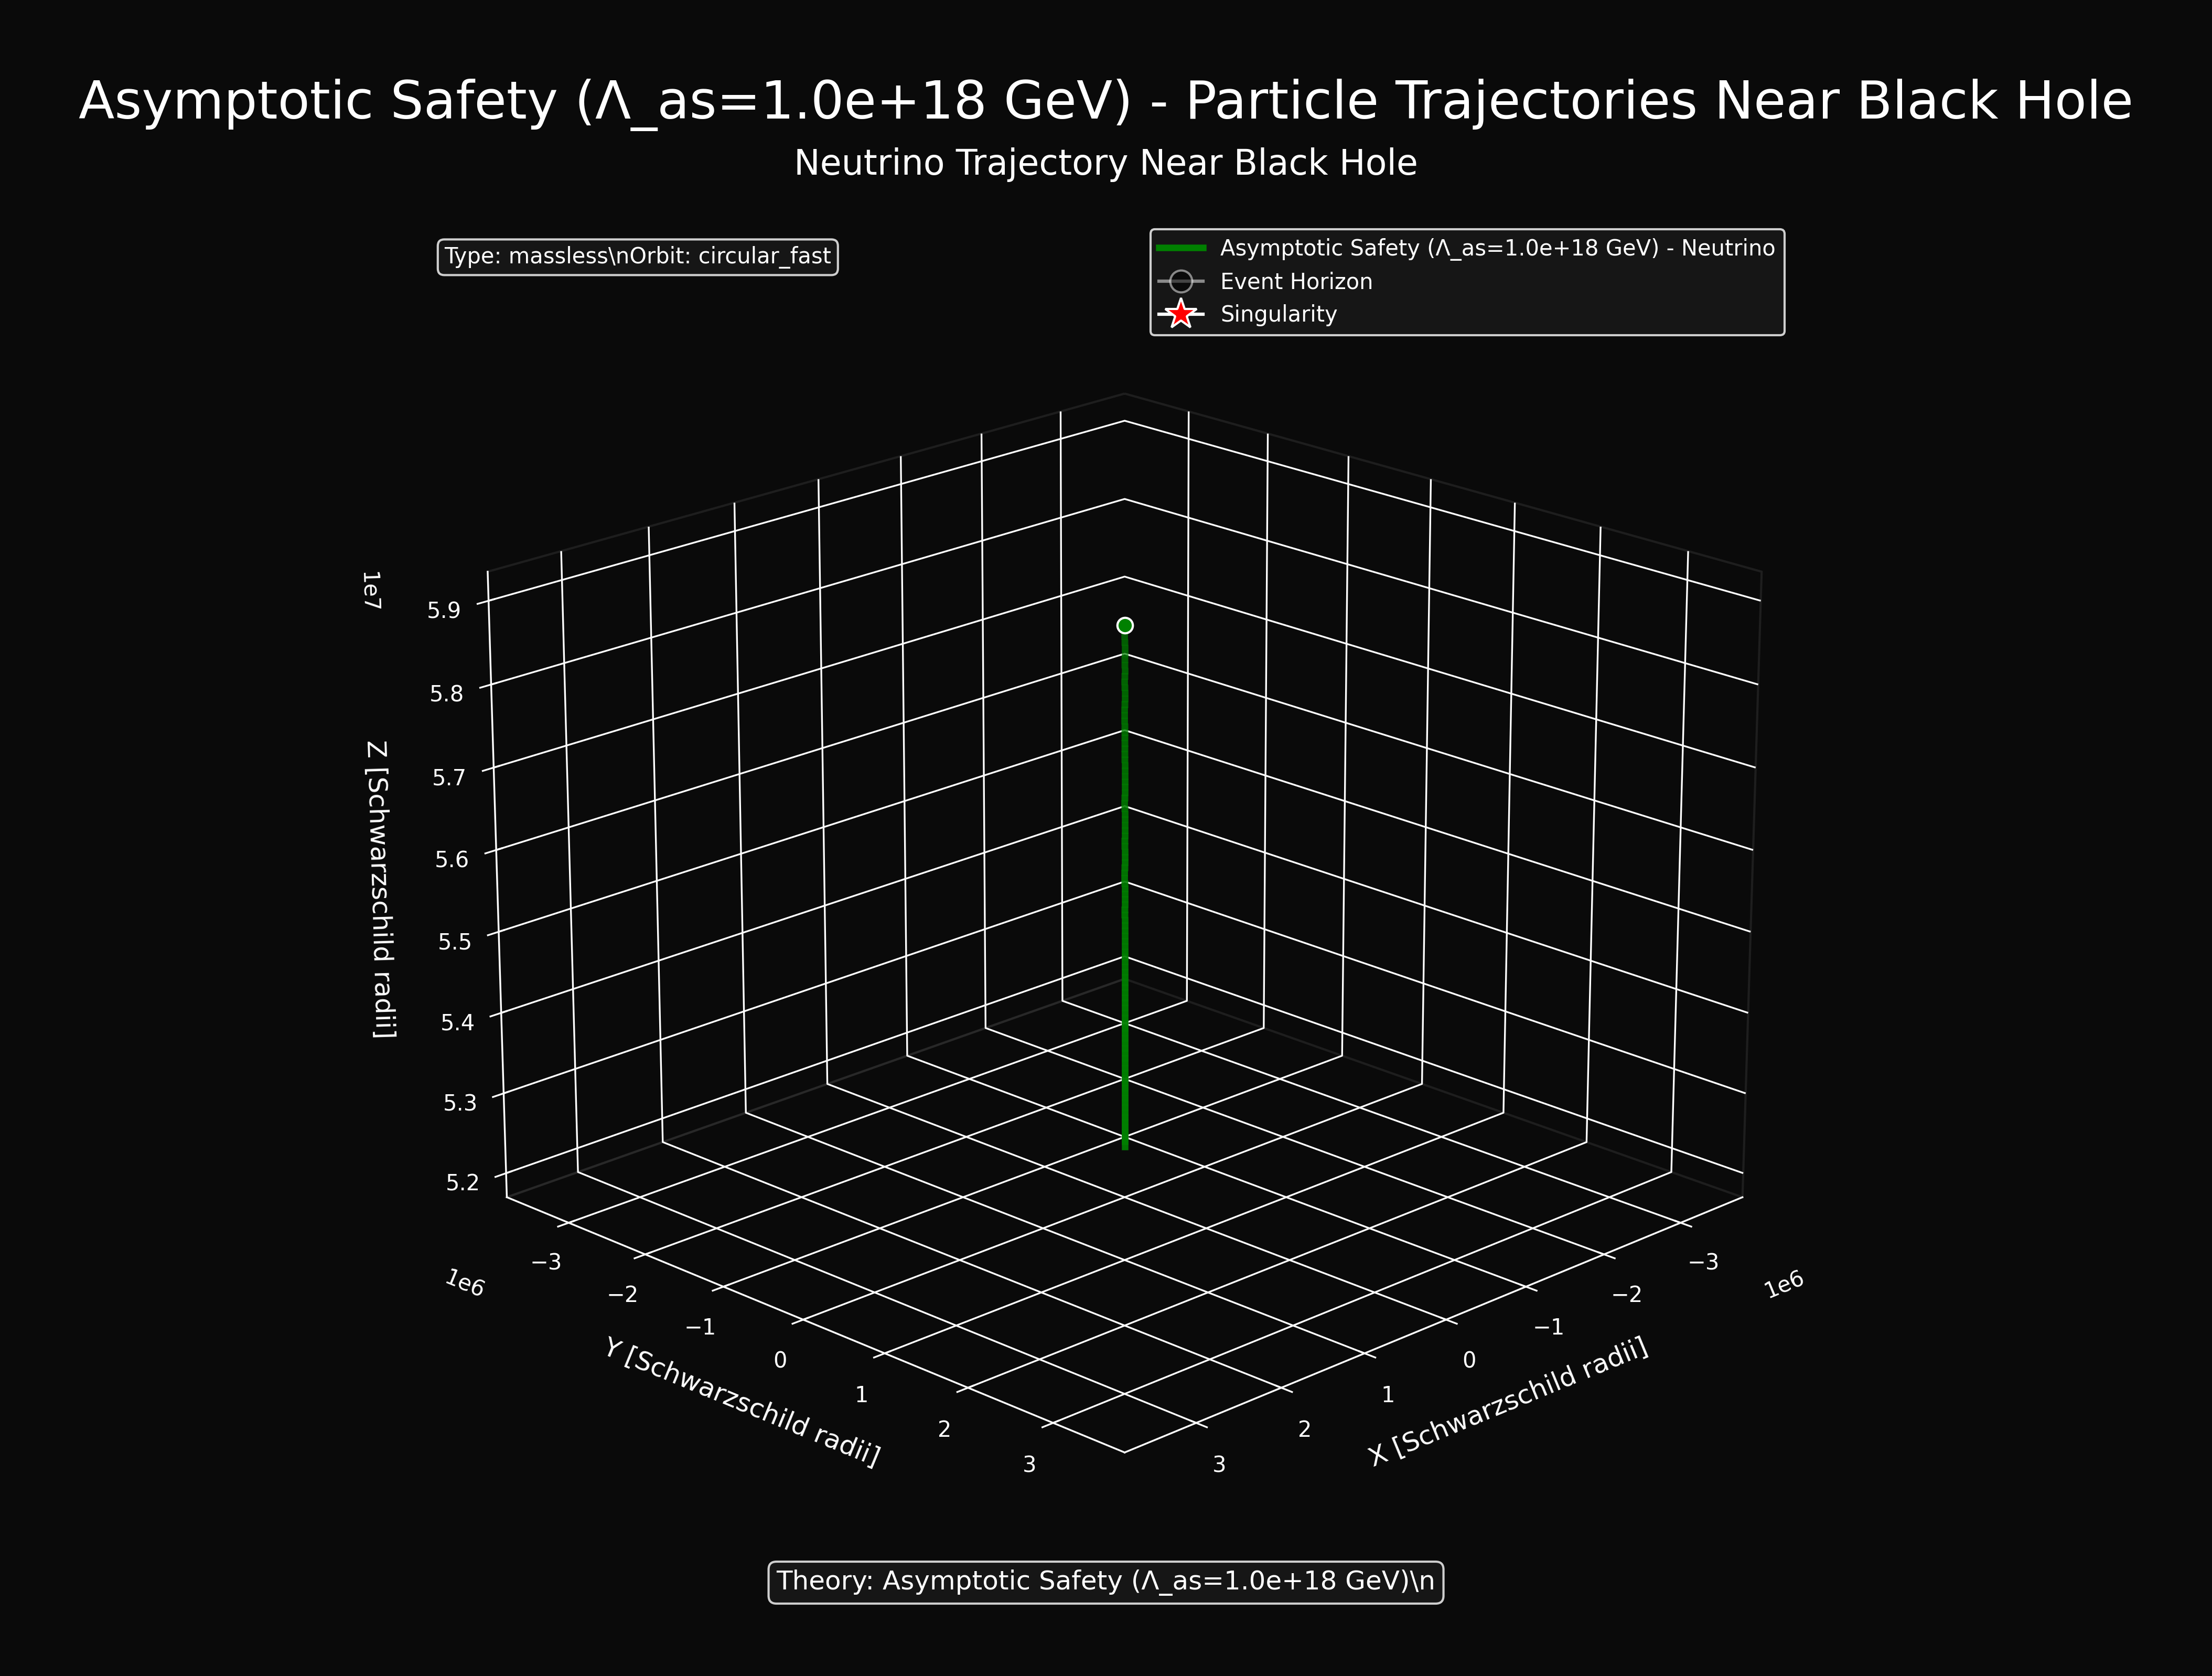 Asymptotic Safety (Λ_as=1.0e+18 GeV) - Particle Trajectories Near Black Hole
Neutrino Trajectory Near Black Hole
Type: massless\nOrbit: circular_fast
Asymptotic Safety (Λ_as=1.0e+18 GeV) - Neutrino
Event Horizon
Singularity
1e7
5.9
5.8
5.7
5.6
5.5
5.4
5.3
5.2
Z [Schwarzschild radii]
1e6
−3
−2
−1
0
1
2
3
Y [Schwarzschild radii]
3
2
1
0
−1
−2
−3
1e6
X [Schwarzschild radii]
Theory: Asymptotic Safety (Λ_as=1.0e+18 GeV)\n